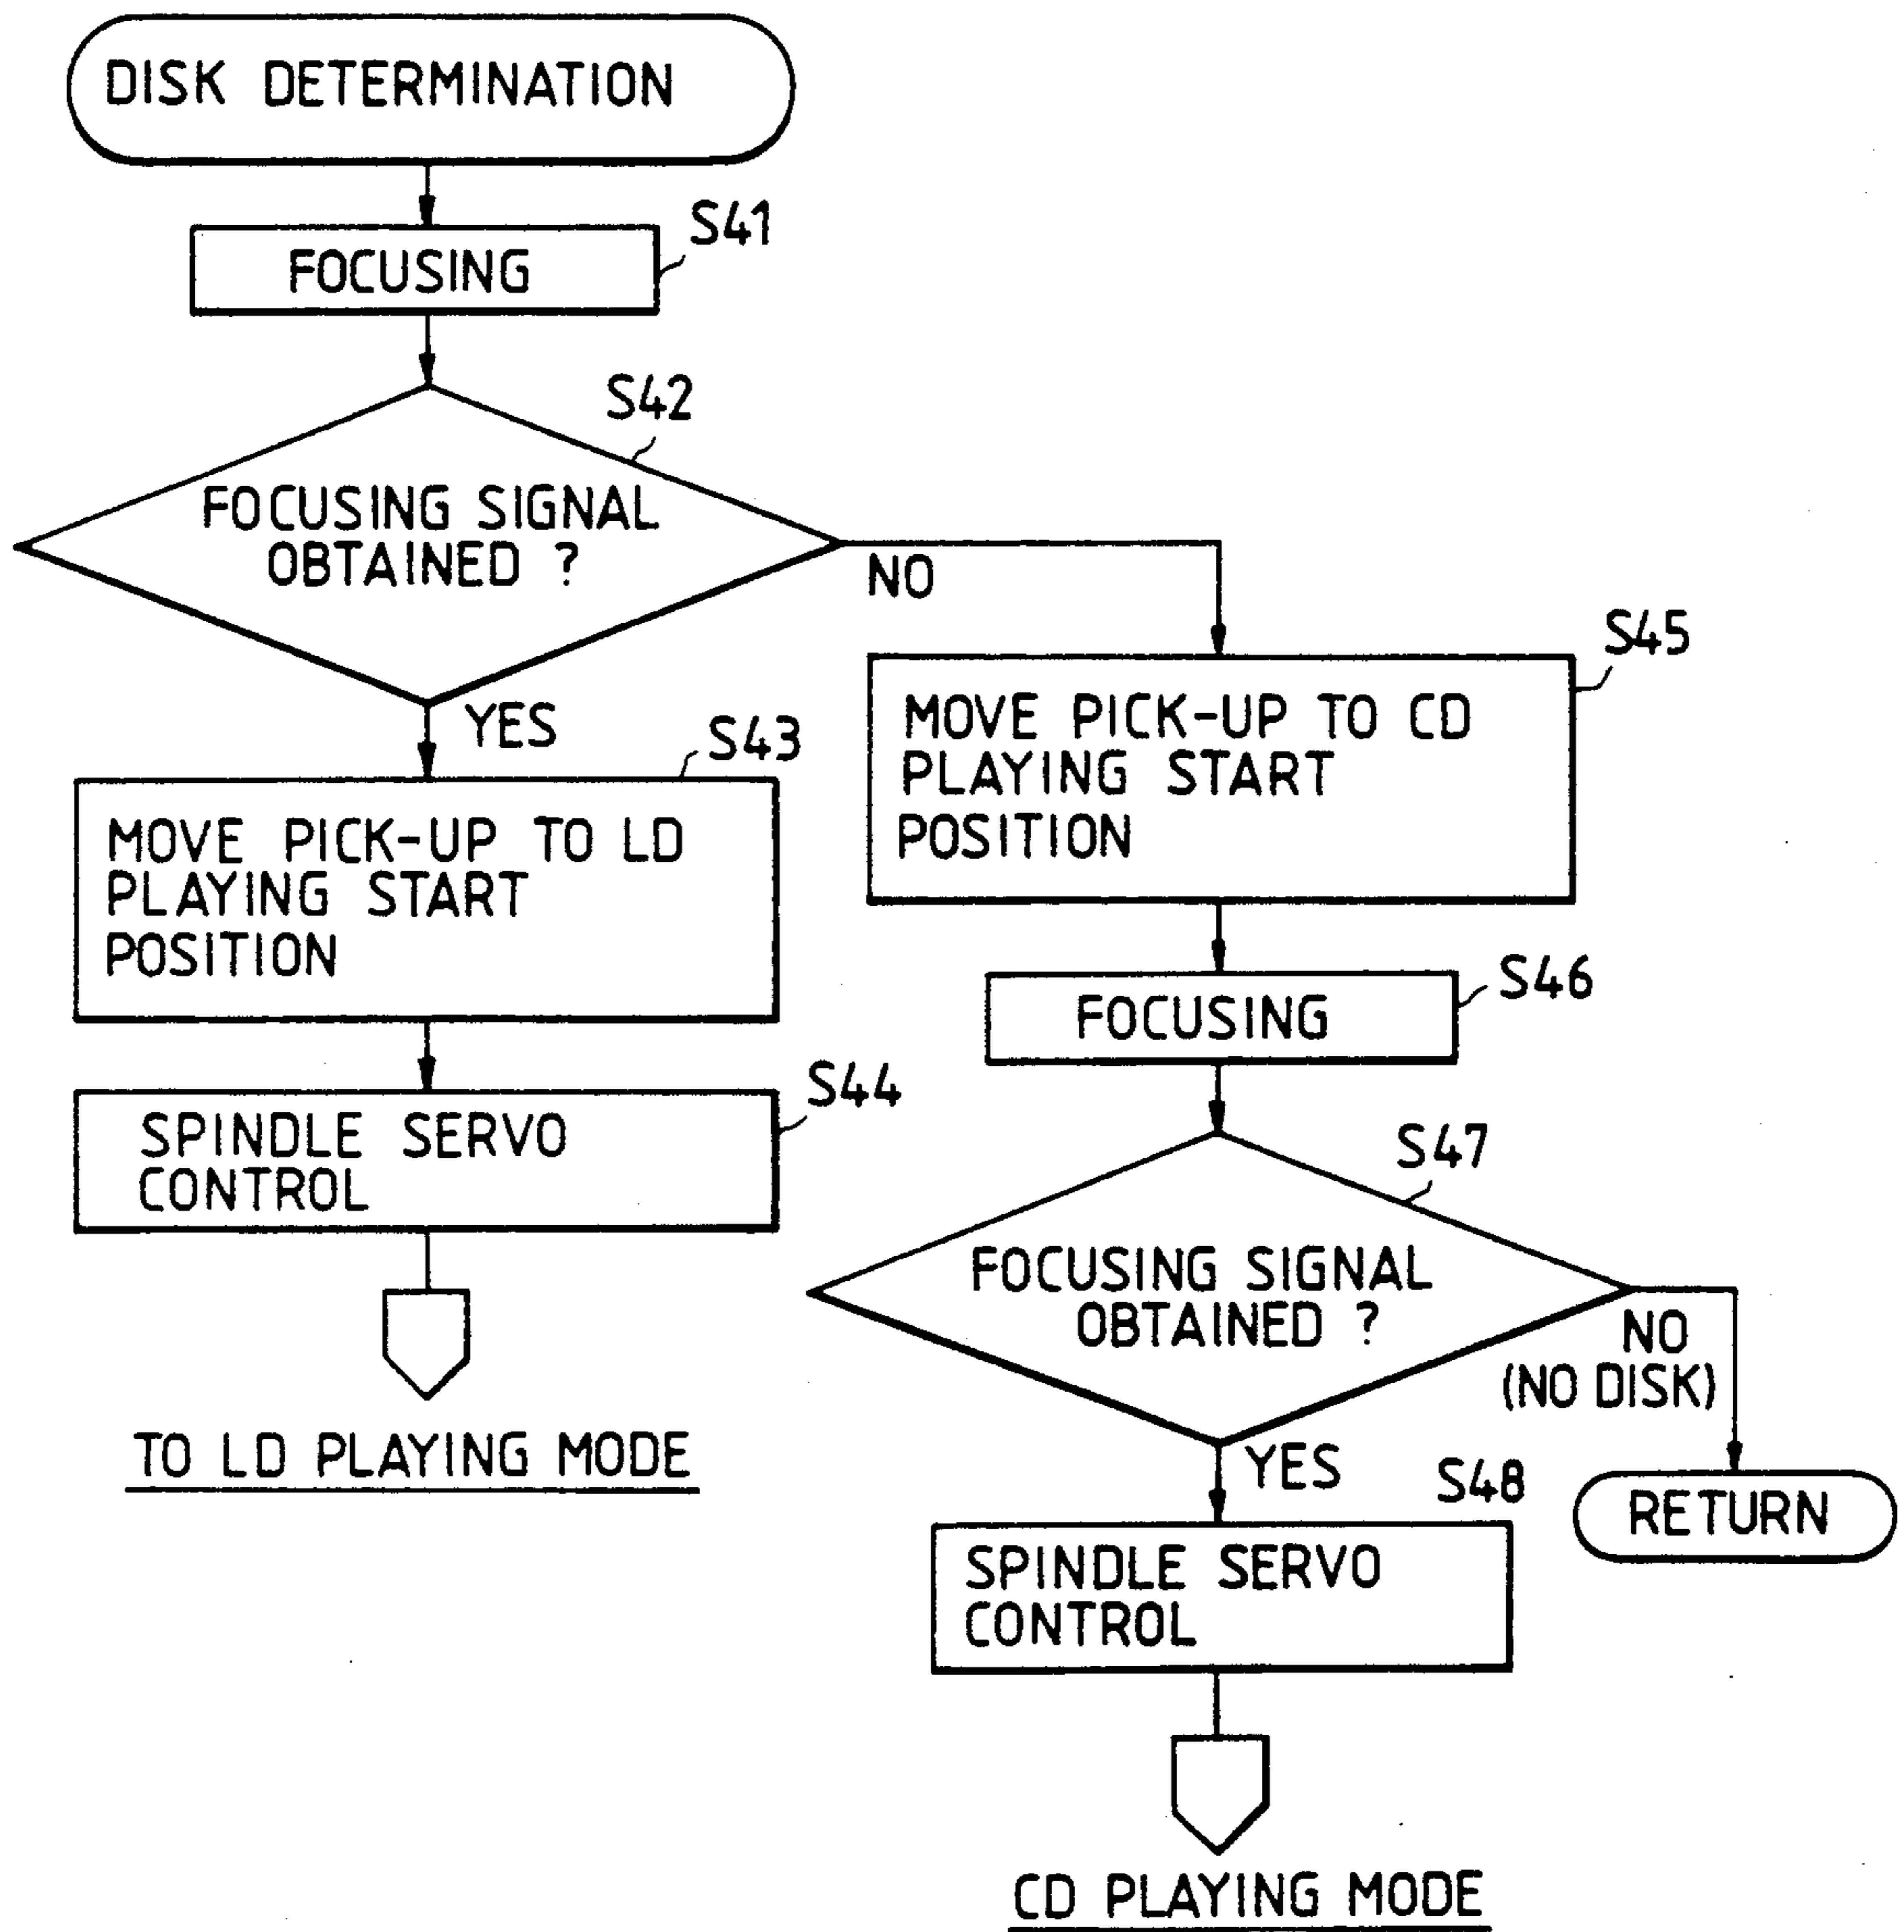 DISK DETERMINATION
S41
FOCUSING
S42
FOCUSING SIGNAL
OBTAINED ?
NO
YES
S43
MOVE PICK-UP TO LD
PLAYING START
POSITION
S44
SPINDLE SERVO
CONTROL
TO LD PLAYING MODE
S45
MOVE PICK-UP TO CD
PLAYING START
POSITION
S46
FOCUSING
S47
FOCUSING SIGNAL
OBTAINED ?
NO
(NO DISK)
RETURN
YES
S48
SPINDLE SERVO
CONTROL
CD PLAYING MODE